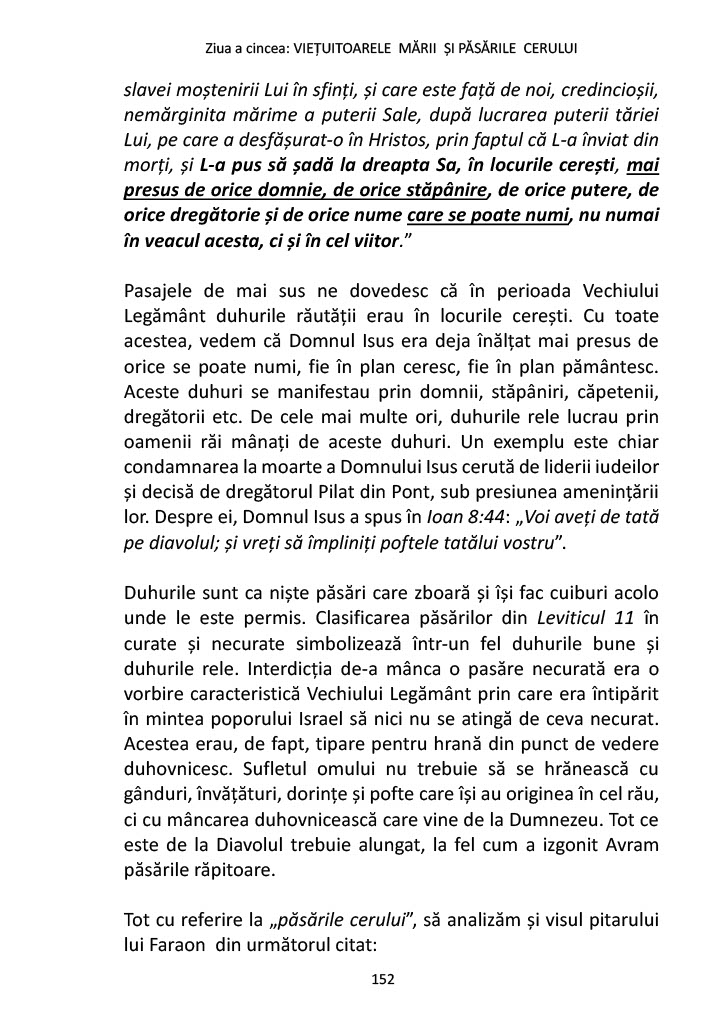 Ziua a cincea: VIEȚUITOARELE MĂRII ȘI PĂSĂRILE CERULUI
slavei moștenirii Lui în sfinți, și care este față de noi, credincioșii,
nemărginita mărime a puterii Sale, după lucrarea puterii tăriei
Lui, pe care a desfășurat-o în Hristos, prin faptul că L-a înviat din
morți, și L-a pus să șadă la dreapta Sa, în locurile cerești, mai
presus de orice domnie, de orice stăpânire, de orice putere, de
orice dregătorie și de orice nume care se poate numi, nu numai
în veacul acesta, ci și în cel viitor.”
Pasajele de mai sus ne dovedesc că în perioada Vechiului
Legământ duhurile răutății erau în locurile cerești. Cu toate
acestea, vedem că Domnul Isus era deja înălțat mai presus de
orice se poate numi, fie în plan ceresc, fie în plan pământesc.
Aceste duhuri se manifestau prin domnii, stăpâniri, căpetenii,
dregătorii etc. De cele mai multe ori, duhurile rele lucrau prin
oamenii răi mânați de aceste duhuri. Un exemplu este chiar
condamnarea la moarte a Domnului Isus cerută de liderii iudeilor
și decisă de dregătorul Pilat din Pont, sub presiunea amenințării
lor. Despre ei, Domnul Isus a spus în Ioan 8:44: „Voi aveți de tată
pe diavolul; și vreți să împliniți poftele tatălui vostru”.
Duhurile sunt ca niște păsări care zboară și își fac cuiburi acolo
unde le este permis. Clasificarea păsărilor din Leviticul 11 în
curate și necurate simbolizează într-un fel duhurile bune și
duhurile rele. Interdicția de-a mânca o pasăre necurată era o
vorbire caracteristică Vechiului Legământ prin care era întipărit
în mintea poporului Israel să nici nu se atingă de ceva necurat.
Acestea erau, de fapt, tipare pentru hrană din punct de vedere
duhovnicesc. Sufletul omului nu trebuie să se hrănească cu
gânduri, învățături, dorințe și pofte care își au originea în cel rău,
ci cu mâncarea duhovnicească care vine de la Dumnezeu. Tot ce
este de la Diavolul trebuie alungat, la fel cum a izgonit Avram
păsările răpitoare.
Tot cu referire la „păsările cerului”, să analizăm și visul pitarului
lui Faraon din următorul citat:
152